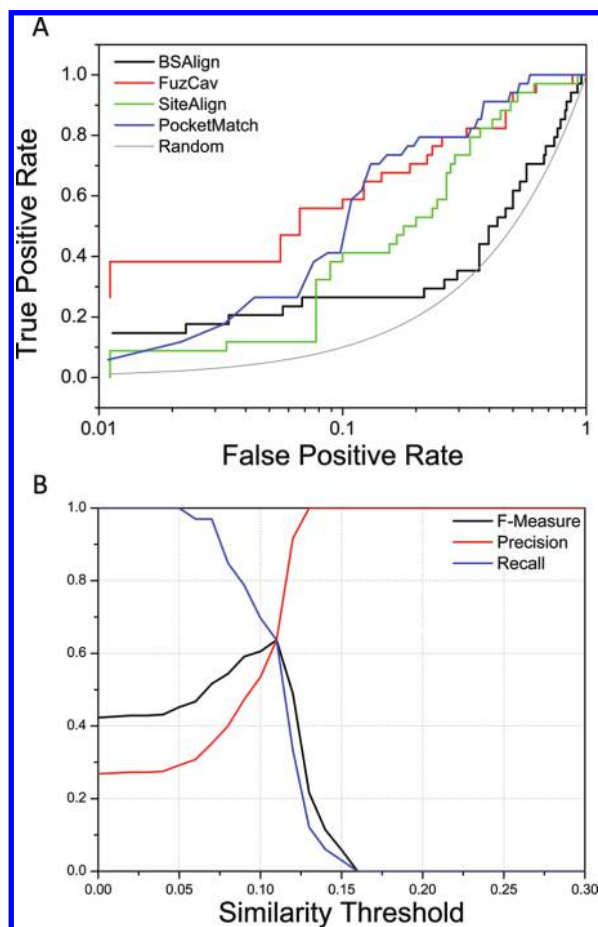 A
BSAlign
FuzCav
SiteAlign
PocketMatch
Random
1.0
0.8
0.6
0.4
0.2
0.0
True Positive Rate
0.01
0.1
1
False Positive Rate
B
F-Measure
Precision
Recall
1.0
0.8
0.6
0.4
0.2
0.0
0.00
0.05
0.10
0.15
0.20
0.25
0.30
Similarity Threshold